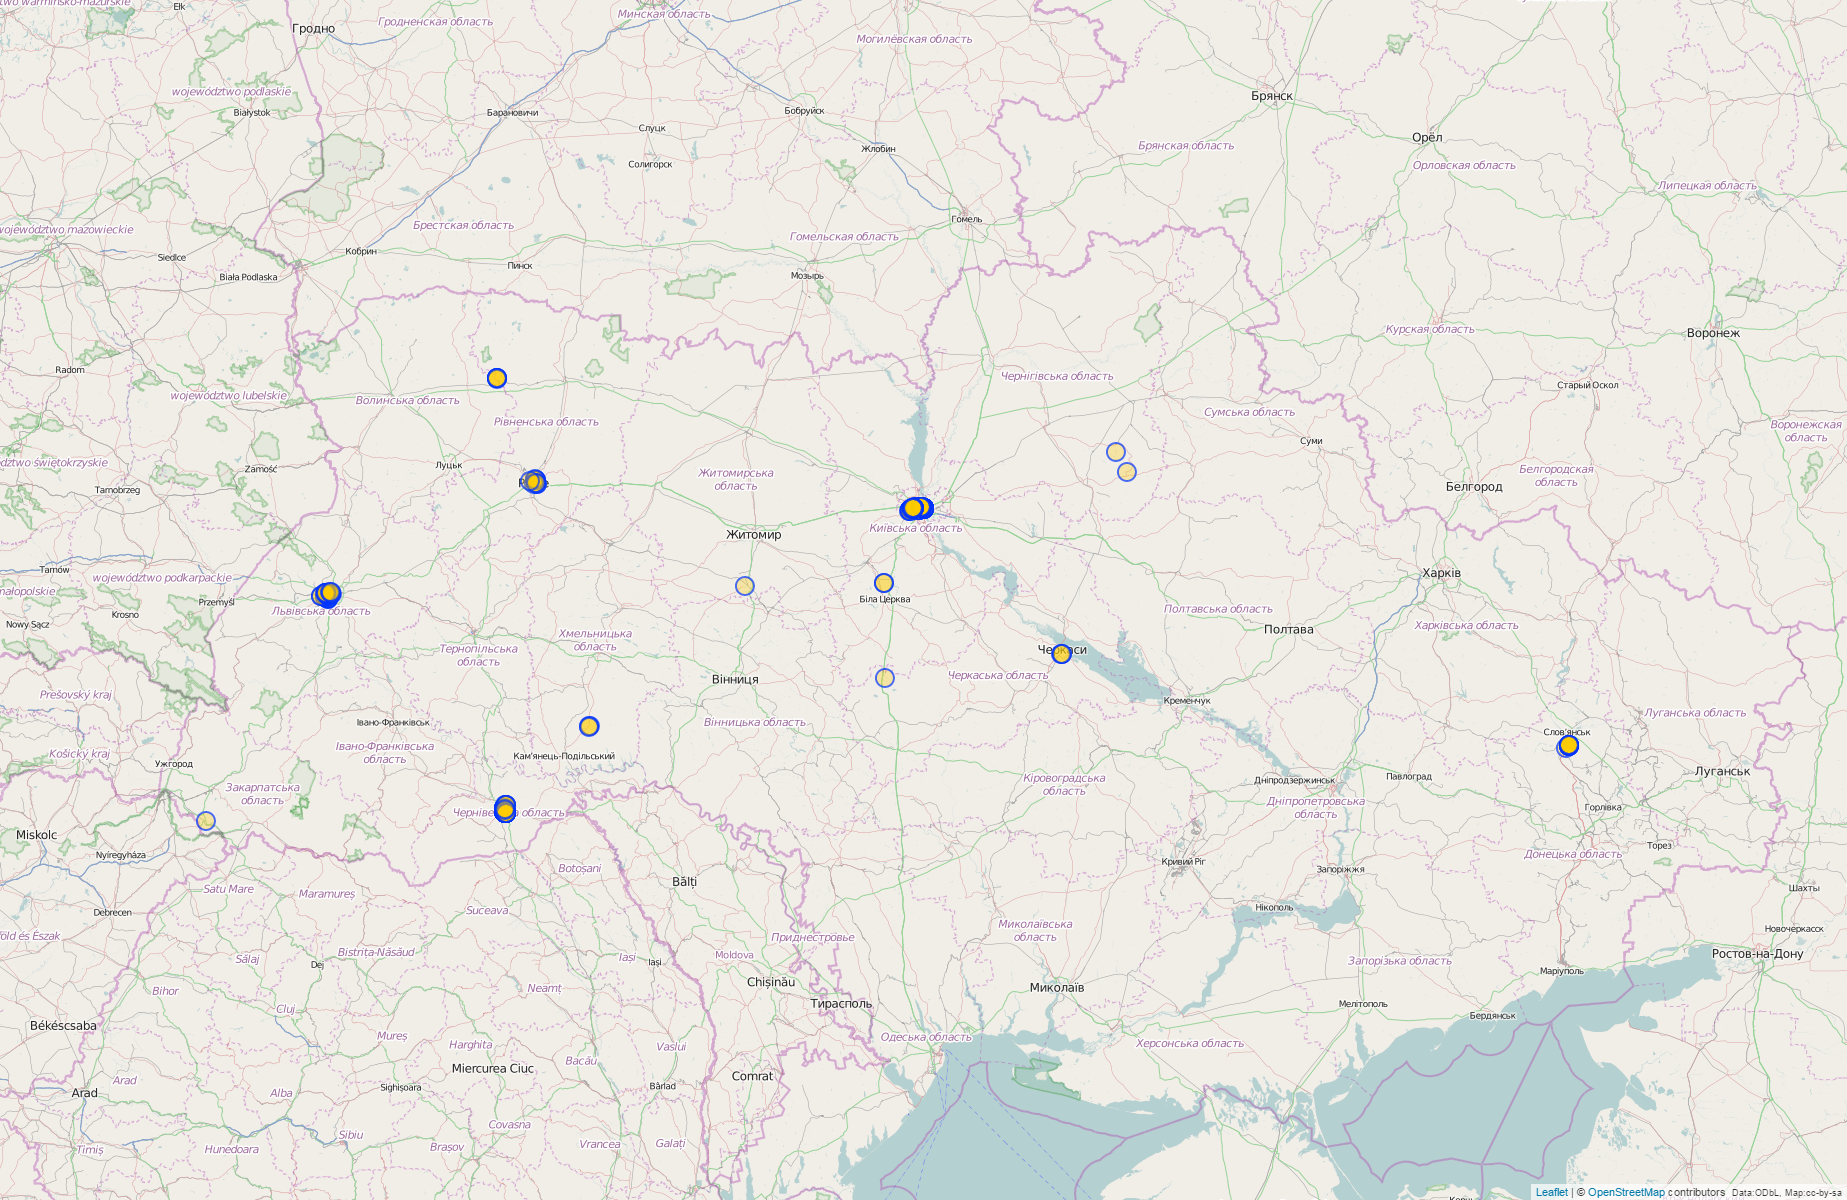 Ełk
Гродненская область
Минская область
Гродно
Могилёвская область
województwo podlaskie
Białystok
Барановичи
Бобруйск
Брянск
Слуцк
Жлобин
Солигорск
Брянская область
Орёл
Орловская область
Липецкая область
województwo mazowieckie
Брестская область
Гомель
Гомельская область
Siedlce
Кобрин
Biała Podlaska
Пинск
Мозырь
Курская область
Воронеж
Radom
województwo lubelskie
Волинська область
Чернігівська область
Старый Оскол
Рівненська область
Сумська область
Воронежская
область
Суми
Zamość
Луцьк
Житомирська
область
Белгородская
область
Tarnobrzeg
Белгород
Київська область
Житомир
Tarnów
województwo podkarpackie
Харків
Przemyśl
Львівська область
Біла Церква
Полтавська область
Krosno
Nowy Sącz
Хмельницька
область
Полтава
Харківська область
Тернопільська
область
Черкаси
Черкаська область
Вінниця
Prešovský kraj
Кременчук
Івано-Франківськ
Вінницька область
Луганська область
Слов'янськ
Івано-Франківська
область
Košický kraj
Ужгород
Кам'янець-Подільський
Луганськ
Кіровоградська
область
Дніпродзержинськ
Павлоград
Закарпатська
область
Дніпропетровська
область
Горлівка
Miskolc
Nyíregyháza
Торез
Донецька область
Кривий Ріг
Запоріжжя
Botoșani
Bălți
Satu Mare
Maramureș
Шахты
Debrecen
Suceava
Нікополь
Миколаївська
область
Новочеркасск
Приднестровье
Bistrița-Năsăud
Sălaj
Dej
Iași
Iași
Moldova
Ростов-на-Дону
Запорізька область
Маріуполь
Chișinău
Bihor
Neamt
Миколаїв
Cluj
Тирасполь
Мелітополь
Бердянськ
Békéscsaba
Mureș
Harghita
Vaslui
Одеська область
Херсонська область
Bacău
Miercurea Ciuc
Comrat
Arad
Arad
Alba
Sighișoara
Bârlad
Covasna
Sibiu
Timiș
Hunedoara
Brașov
Vrancea
Galați
Leaflet | © OpenStreetMap contributors Data:ODbL, Map:cc-by-sa